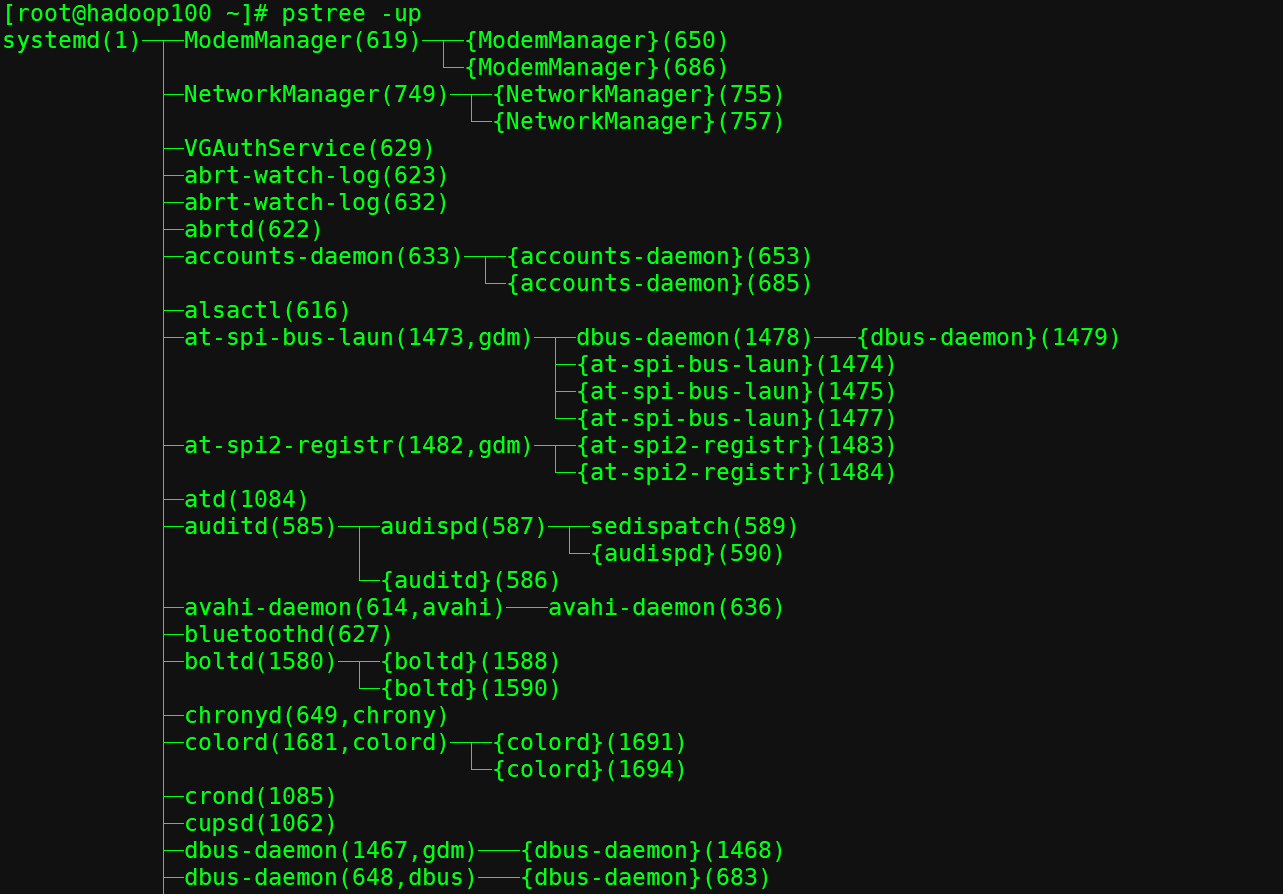 [root@hadoop100 ~]# pstree -up
systemd(1)─┬─ModemManager(619)─┬─{ModemManager}(650)
           │                   └─{ModemManager}(686)
           ├─NetworkManager(749)─┬─{NetworkManager}(755)
           │                     └─{NetworkManager}(757)
           ├─VGAuthService(629)
           ├─abrt-watch-log(623)
           ├─abrt-watch-log(632)
           ├─abrtd(622)
           ├─accounts-daemon(633)─┬─{accounts-daemon}(653)
           │                      └─{accounts-daemon}(685)
           ├─alsactl(616)
           ├─at-spi-bus-laun(1473,gdm)─┬─dbus-daemon(1478)───{dbus-daemon}(1479)
           │                           ├─{at-spi-bus-laun}(1474)
           │                           ├─{at-spi-bus-laun}(1475)
           │                           └─{at-spi-bus-laun}(1477)
           ├─at-spi2-registr(1482,gdm)─┬─{at-spi2-registr}(1483)
           │                           └─{at-spi2-registr}(1484)
           ├─atd(1084)
           ├─auditd(585)─┬─audispd(587)─┬─sedispatch(589)
           │             │              └─{audispd}(590)
           │             └─{auditd}(586)
           ├─avahi-daemon(614,avahi)───avahi-daemon(636)
           ├─bluetoothd(627)
           ├─boltd(1580)─┬─{boltd}(1588)
           │             └─{boltd}(1590)
           ├─chronyd(649,chrony)
           ├─colord(1681,colord)─┬─{colord}(1691)
           │                     └─{colord}(1694)
           ├─crond(1085)
           ├─cupsd(1062)
           ├─dbus-daemon(1467,gdm)───{dbus-daemon}(1468)
           ├─dbus-daemon(648,dbus)───{dbus-daemon}(683)